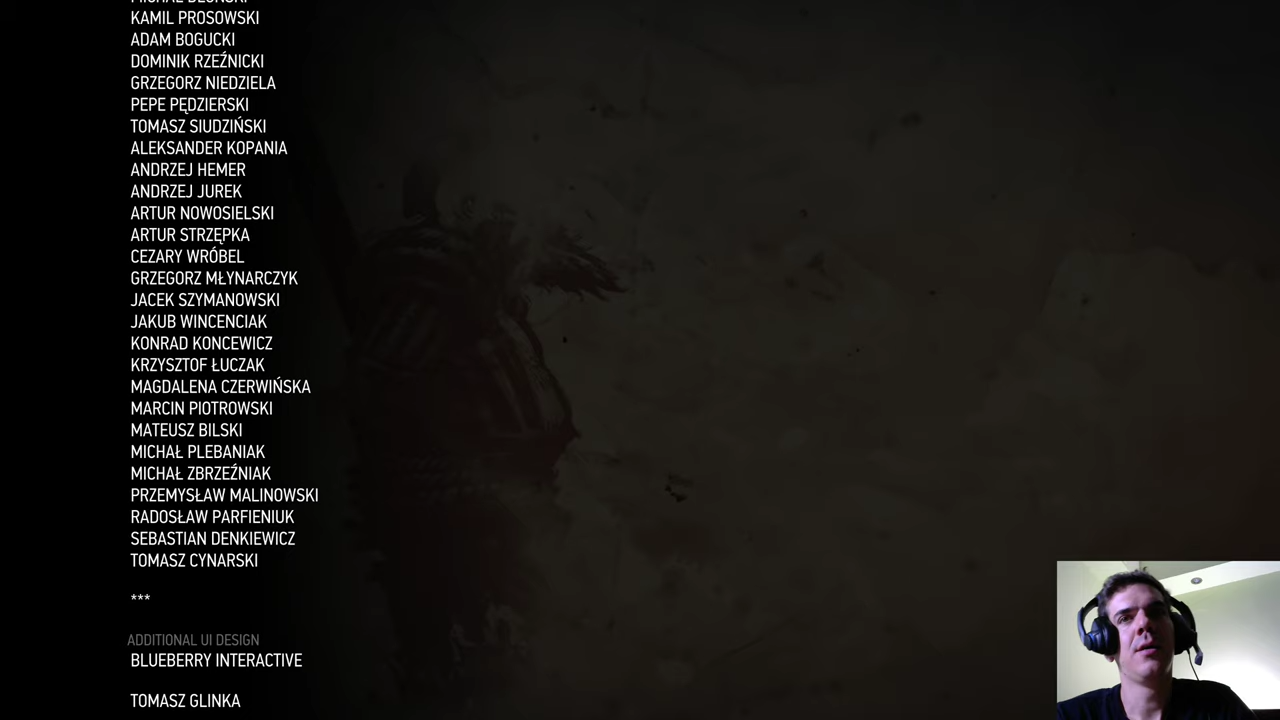 KAMIL PROSOWSKI
ADAM BOGUCKI
DOMINIK RZEŹNICKI
GRZEGORZ NIEDZIELA
PEPE PĘDZIERSKI
TOMASZ SIUDZIŃSKI
ALEKSANDER KOPANIA
ANDRZEJ HEMER
ANDRZEJ JUREK
ARTUR NOWOSIELSKI
ARTUR STRZĘPKA
CEZARY WRÓBEL
GRZEGORZ MŁYNARCZYK
JACEK SZYMANOWSKI
JAKUB WINCENCIAK
KONRAD KONCEWICZ
KRZYSZTOF ŁUCZAK
MAGDALENA CZERWIŃSKA
MARCIN PIOTROWSKI
MATEUSZ BILSKI
MICHAŁ PLEBANIAK
MICHAŁ ZBRZEŹNIAK
PRZEMYSŁAW MALINOWSKI
RADOSŁAW PARFIENIUK
SEBASTIAN DENKIEWICZ
TOMASZ CYNARSKI
***
ADDITIONAL UI DESIGN
BLUEBERRY INTERACTIVE
TOMASZ GLINKA